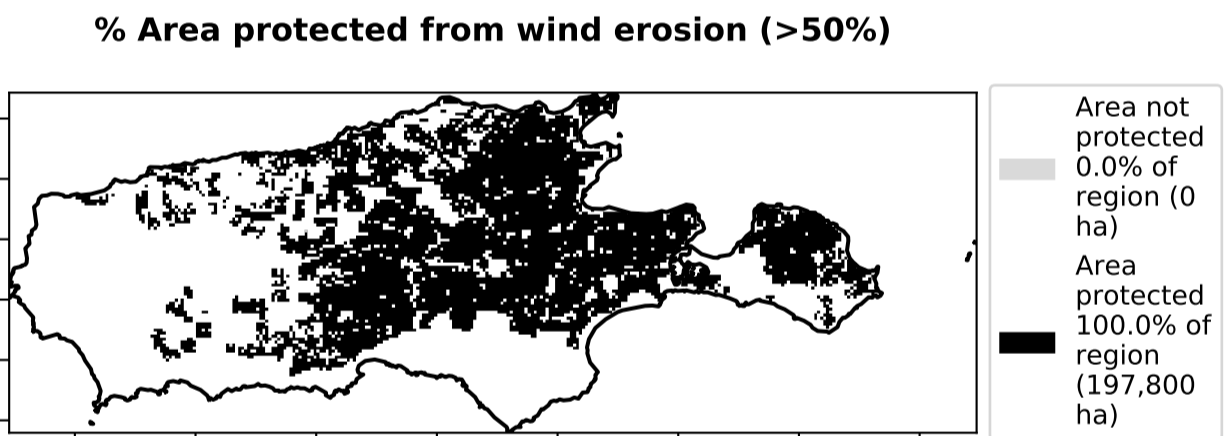 % Area protected from wind erosion (>50%)
Area not
protected
0.0% of
region (0
ha)
Area
protected
100.0% of
region
(197,800
ha)